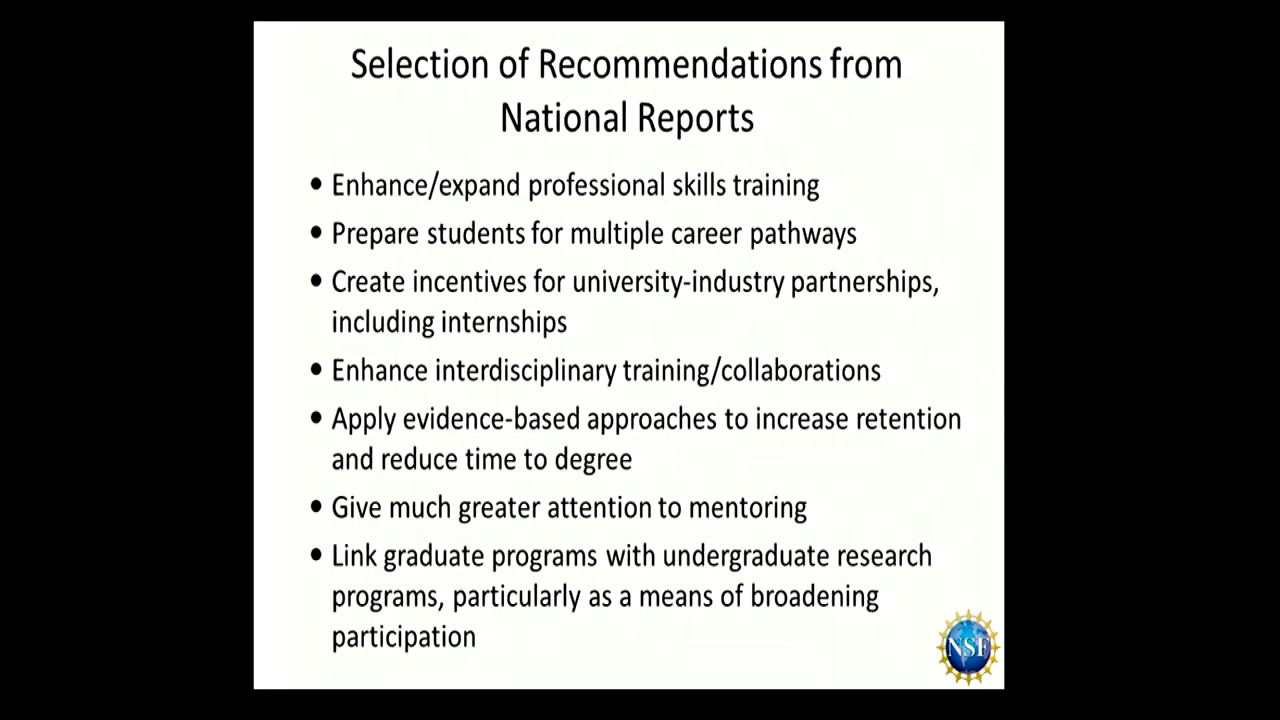 Selection of Recommendations from
National Reports
• Enhance/expand professional skills training
• Prepare students for multiple career pathways
• Create incentives for university-industry partnerships,
including internships
• Enhance interdisciplinary training/collaborations
• Apply evidence-based approaches to increase retention
and reduce time to degree
• Give much greater attention to mentoring
• Link graduate programs with undergraduate research
programs, particularly as a means of broadening
participation
NSF